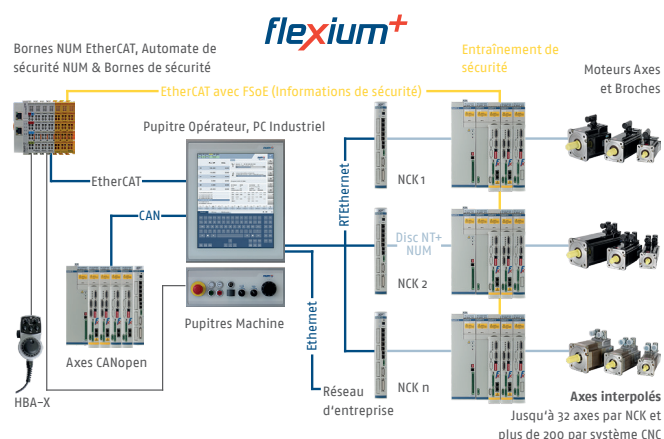 flexium+
Bornes NUM EtherCAT, Automate de
sécurité NUM & Bornes de sécurité
Entraînement de
sécurité
Moteurs Axes
et Broches
EtherCAT avec FSoE (Informations de sécurité)
Pupitre Opérateur, PC Industriel
EtherCAT
CAN
RTEthernet
NCK 1
Disc NT+
NUM
NCK 2
Pupitres Machine
Ethernet
Axes CANopen
HBA-X
Réseau
d'entreprise
NCK n
Axes interpolés
Jusqu'à 32 axes par NCK et
plus de 200 par système CNC